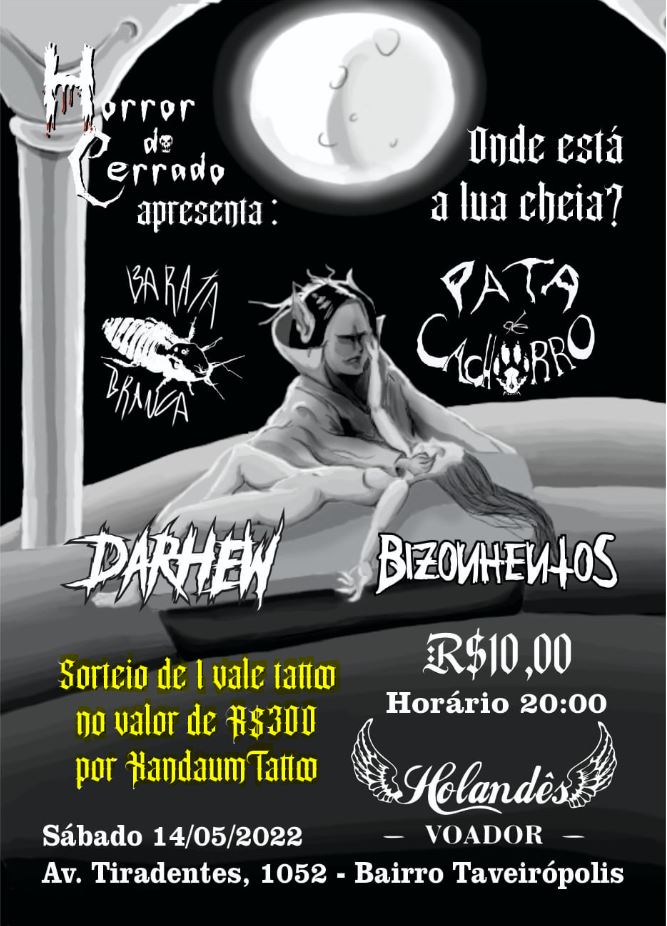 Horror
do
Cerrado
apresenta:
Onde está
a lua cheia?
BARATA
BRANCA
PATA
de
CACHORRO
DARHEW
BIZONHENTOS
Sorteio de 1 vale tattoo
no valor de R$300
por XandaumTattoo
R$10,00
Horário 20:00
Holandês
— VOADOR —
Sábado 14/05/2022
Av. Tiradentes, 1052 - Bairro Taveirópolis